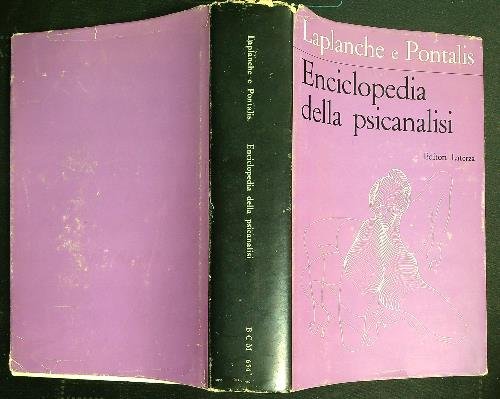 Laplanche e Pontalis
Enciclopedia
della psicanalisi
Editori Laterza
Laplanche e Pontalis Enciclopedia della psicanalisi
BCM